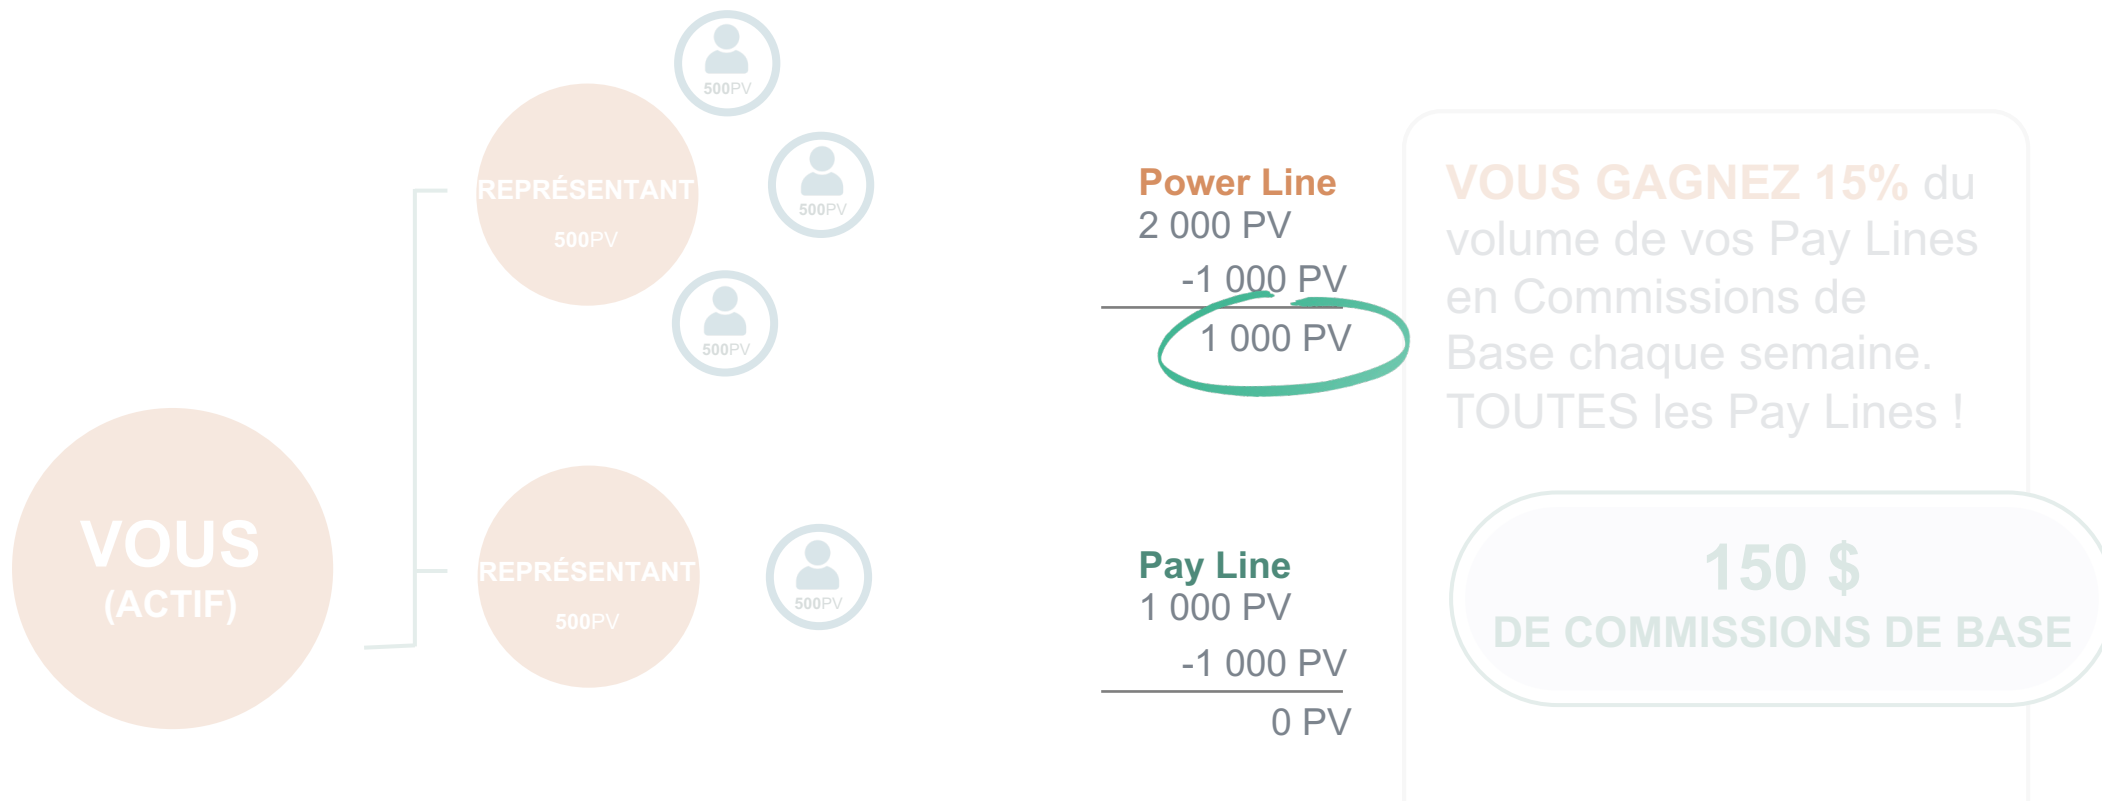 500PV
500PV
REPRÉSENTANT
500PV
500PV
VOUS
(ACTIF)
REPRÉSENTANT
500PV
500PV
Power Line
2 000 PV
-1 000 PV
1 000 PV
Pay Line
1 000 PV
-1 000 PV
0 PV
VOUS GAGNEZ 15% du
volume de vos Pay Lines
en Commissions de
Base chaque semaine.
TOUTES les Pay Lines !
150 $
DE COMMISSIONS DE BASE